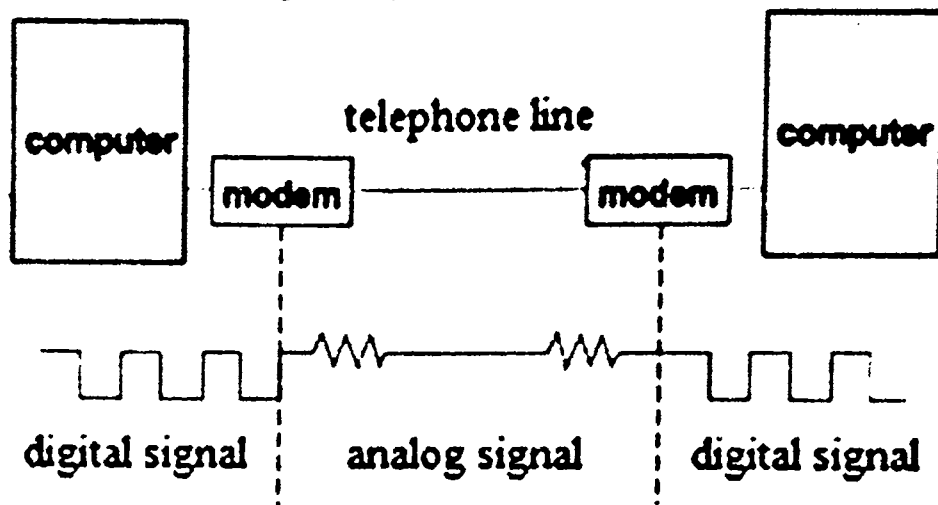 computer
telephone line
computer
modem
modem
digital signal
analog signal
digital signal